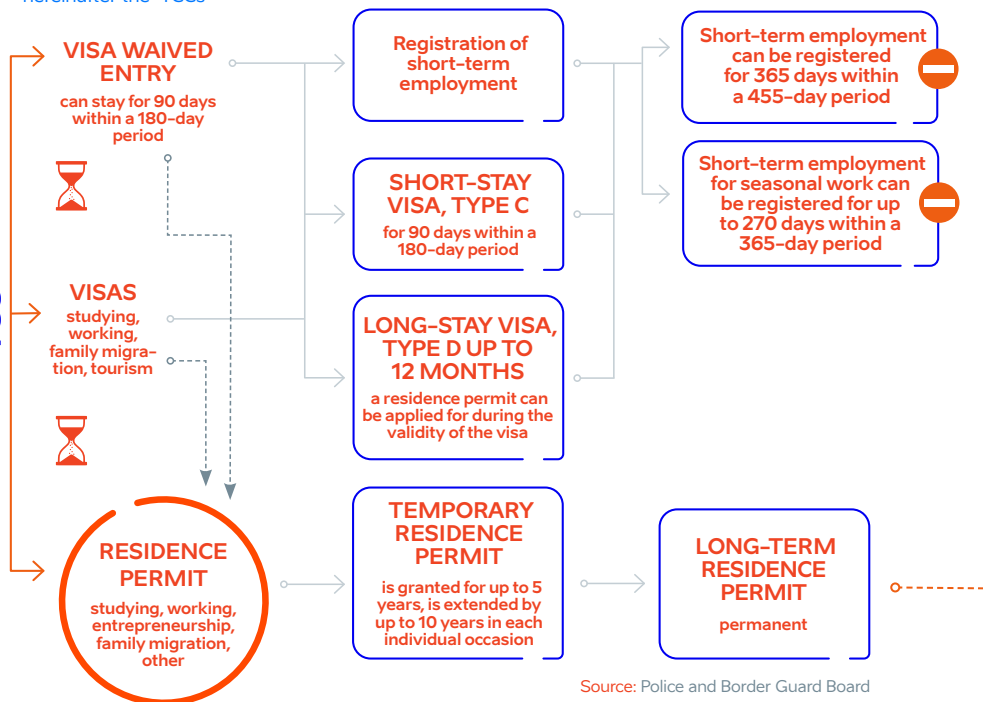 VISA WAIVED
ENTRY
can stay for 90 days
within a 180-day
period
Registration of
short-term
employment
Short-term employment
can be registered
for 365 days within
a 455-day period
SHORT-STAY
VISA, TYPE C
for 90 days within a
180-day period
Short-term employment
for seasonal work can
be registered for up
to 270 days within a
365-day period
VISAS
studying,
working,
family migra-
tion, tourism
LONG-STAY VISA,
TYPE D UP TO
12 MONTHS
a residence permit can
be applied for during the
validity of the visa
RESIDENCE
PERMIT
studying, working,
entrepreneurship,
family migration,
other
TEMPORARY
RESIDENCE
PERMIT
is granted for up to 5
years, is extended by
up to 10 years in each
individual occasion
LONG-TERM
RESIDENCE
PERMIT
permanent
Source: Police and Border Guard Board